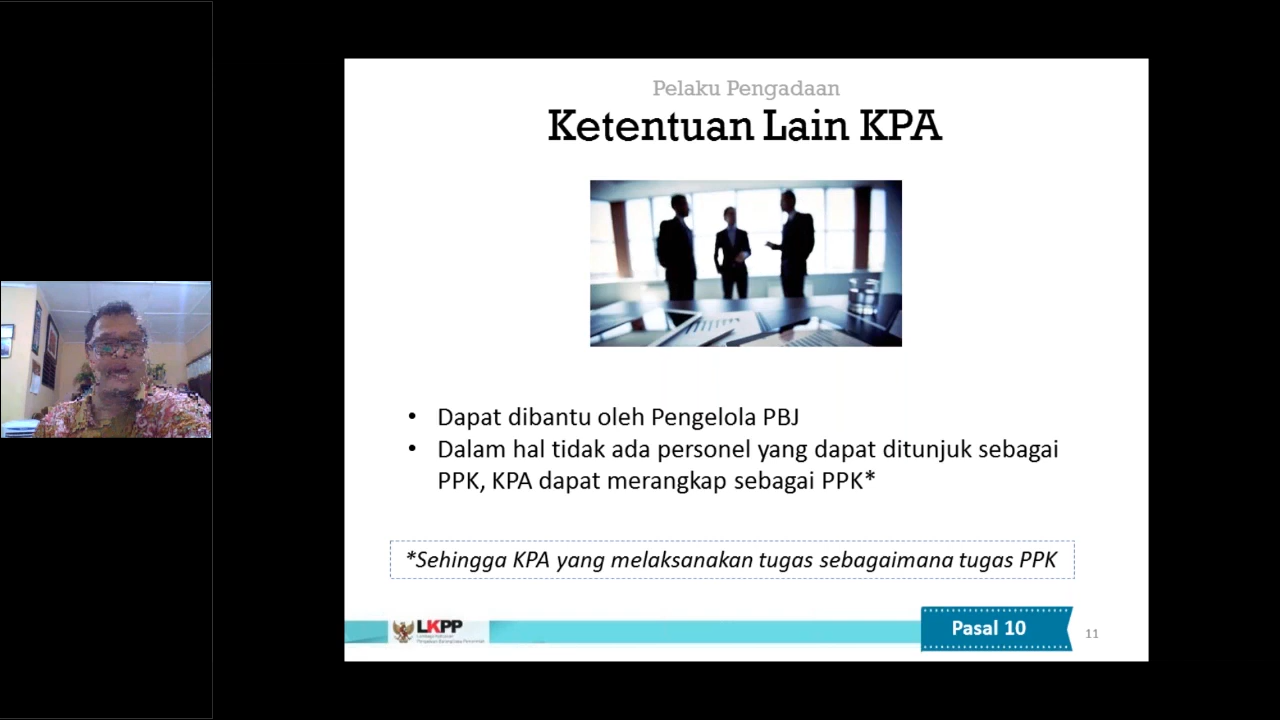 Pelaku Pengadaan
Ketentuan Lain KPA
• Dapat dibantu oleh Pengelola PBJ
• Dalam hal tidak ada personel yang dapat ditunjuk sebagai
PPK, KPA dapat merangkap sebagai PPK*
*Sehingga KPA yang melaksanakan tugas sebagaimana tugas PPK
LKPP
Pasal 10
11